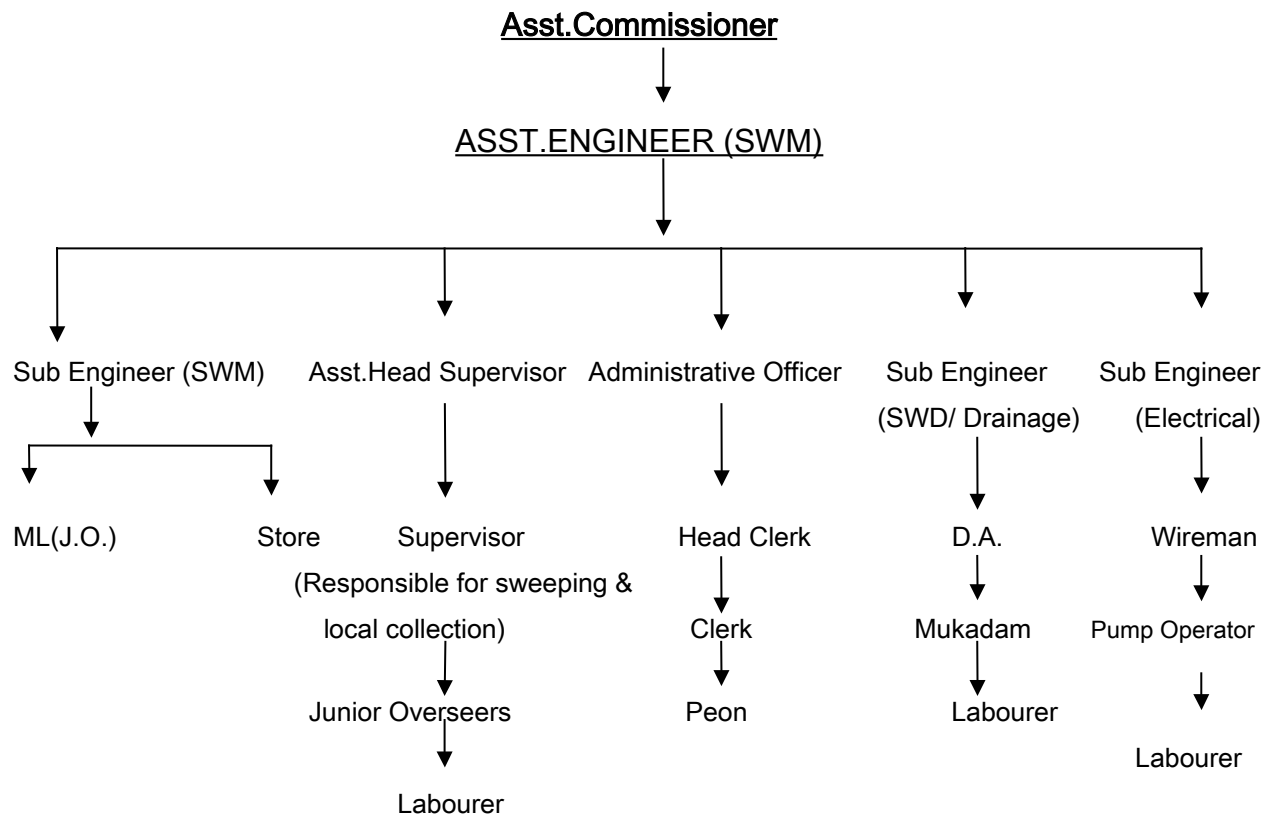 Asst.Commissioner
ASST.ENGINEER (SWM)
Sub Engineer (SWM) Asst.Head Supervisor Administrative Officer Sub Engineer Sub Engineer
(SWD/ Drainage) (Electrical)
ML(J.O.) Store Supervisor Head Clerk D.A. Wireman
(Responsible for sweeping &
local collection) Clerk Mukadam Pump Operator
Junior Overseers Peon Labourer
Labourer
Labourer